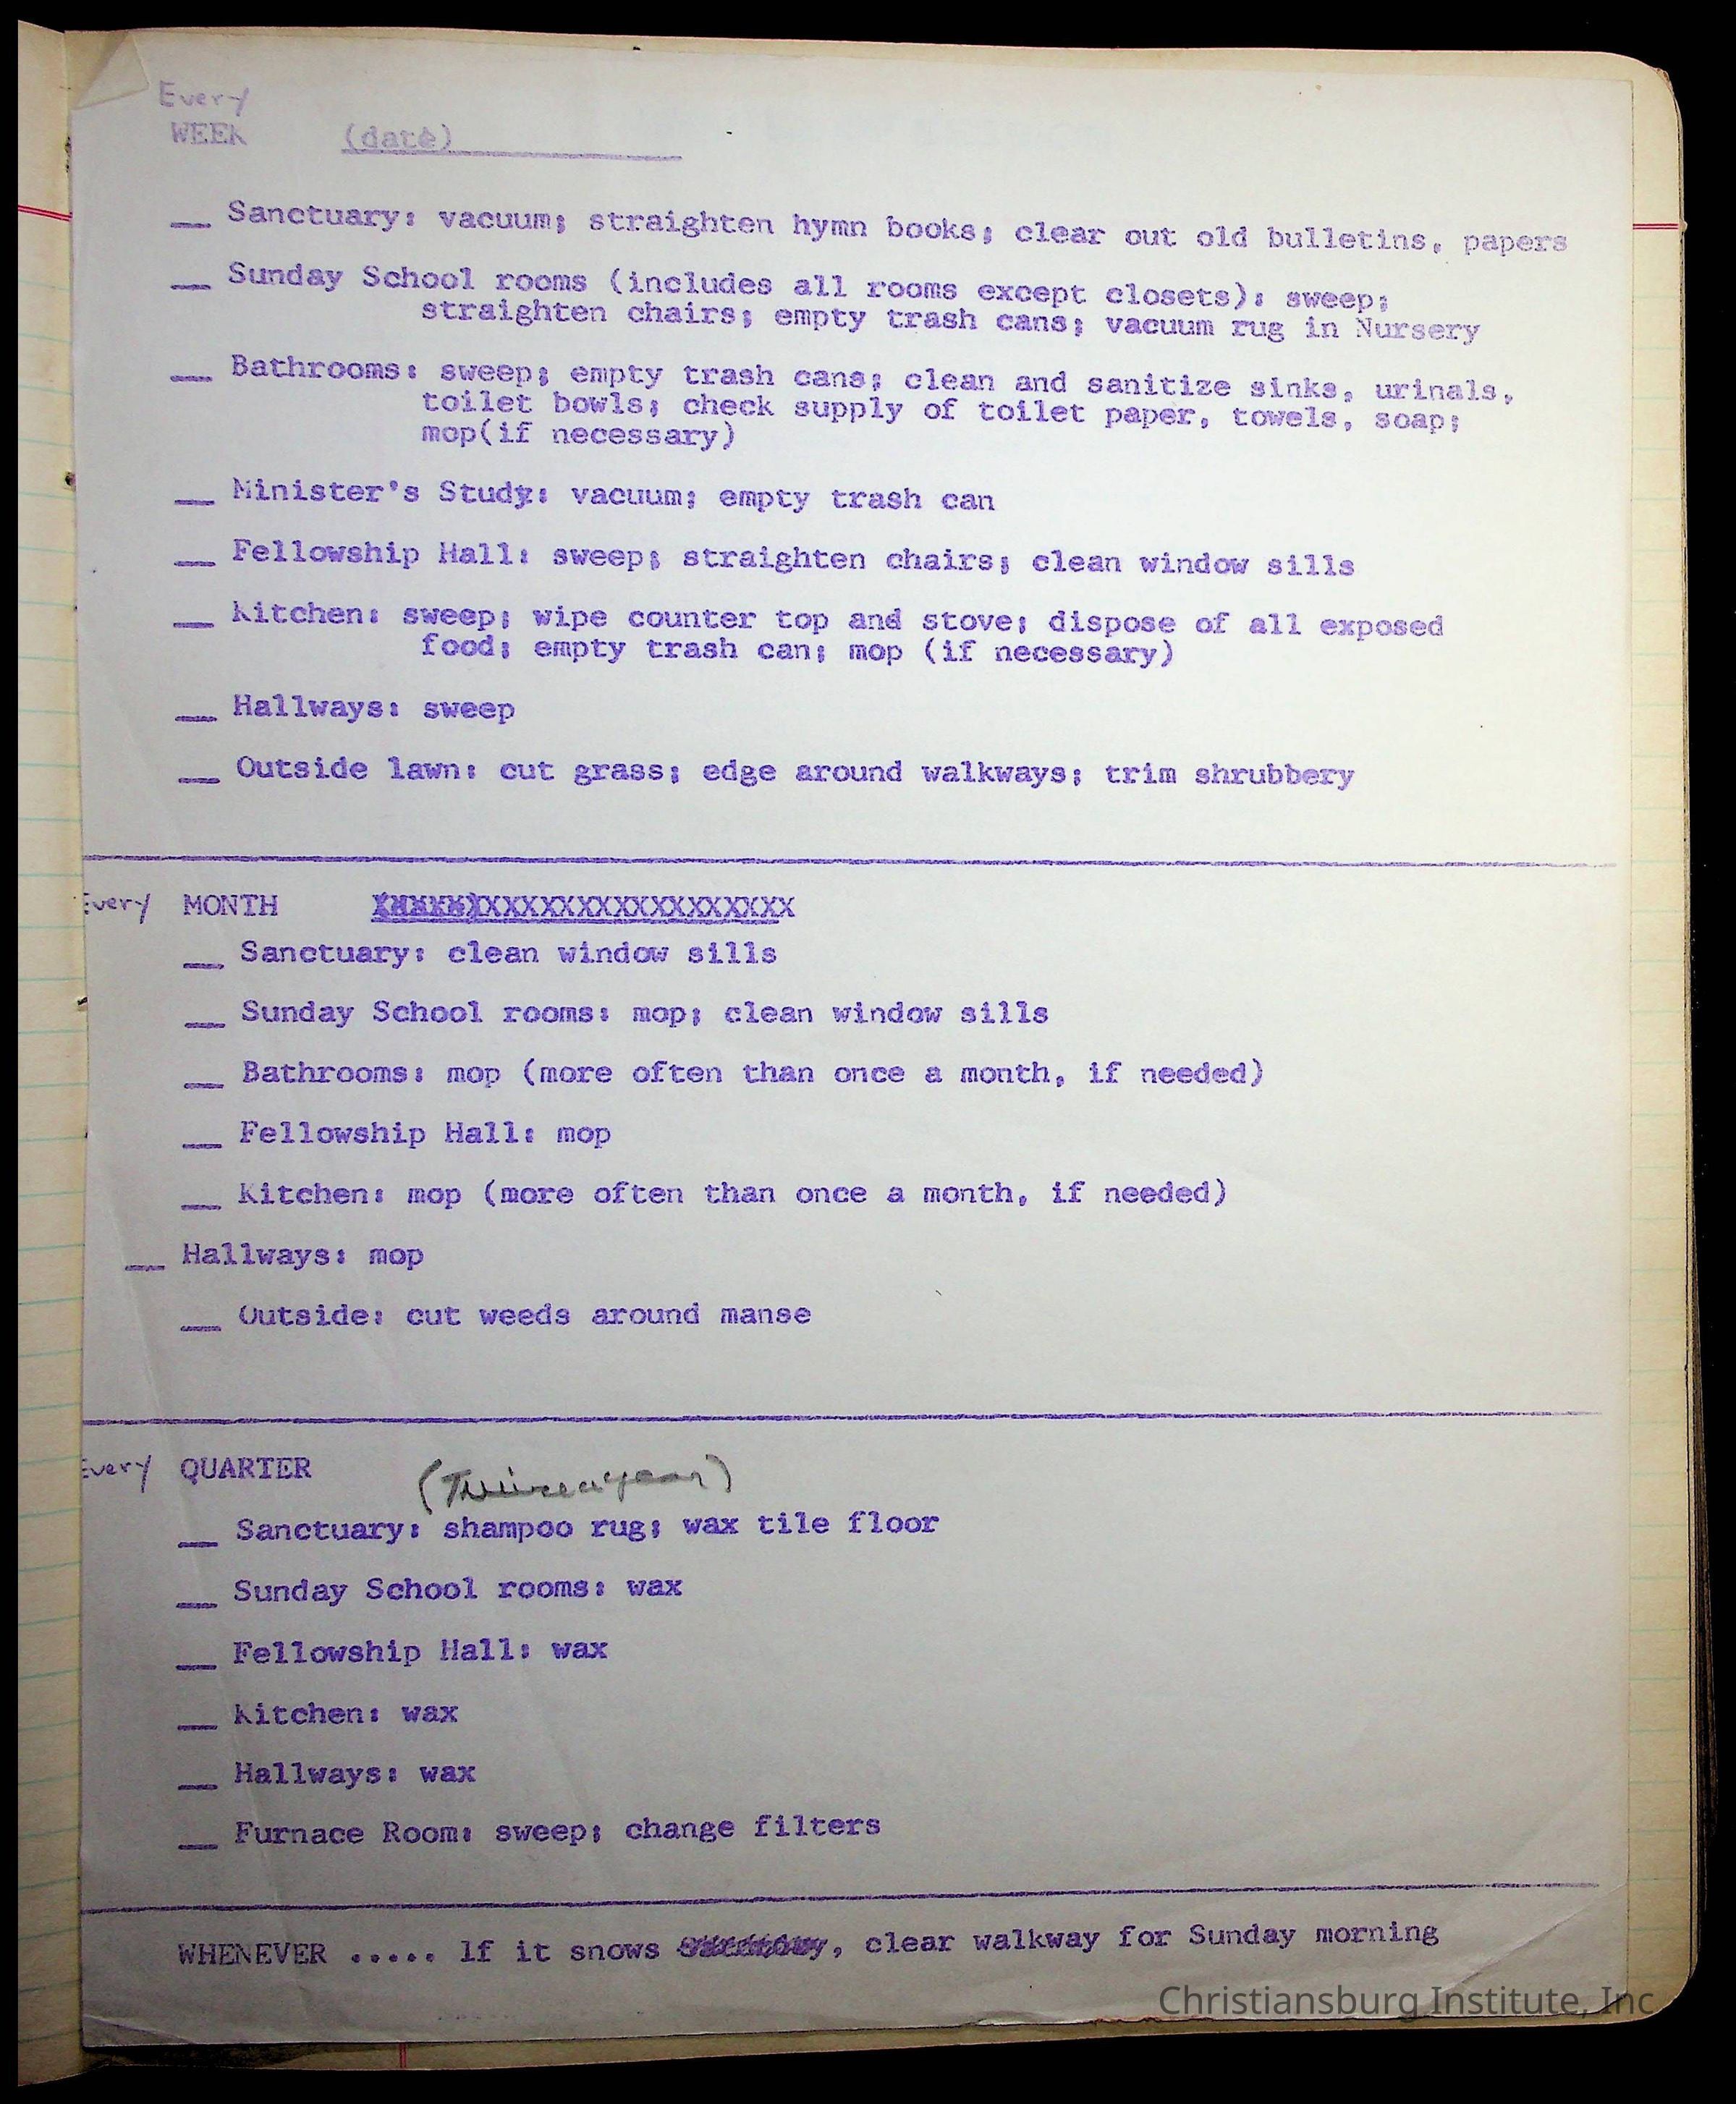 Every
WEEK (date)
__ Sanctuary: vacuum; straighten hymn books; clear out old bulletins, papers
__ Sunday School rooms (includes all rooms except closets): sweep;
straighten chairs; empty trash cans; vacuum rug in Nursery
__ Bathrooms: sweep; empty trash cans; clean and sanitize sinks, urinals,
toilet bowls; check supply of toilet paper, towels, soap;
mop(if necessary)
__ Minister's Study: vacuum; empty trash can
__ Fellowship Hall: sweep; straighten chairs; clean window sills
__ Kitchen: sweep; wipe counter top and stove; dispose of all exposed
food; empty trash can; mop (if necessary)
__ Hallways: sweep
__ Outside lawn: cut grass; edge around walkways; trim shrubbery
Every MONTH
__ Sanctuary: clean window sills
__ Sunday School rooms: mop; clean window sills
__ Bathrooms: mop (more often than once a month, if needed)
__ Fellowship Hall: mop
__ Kitchen: mop (more often than once a month, if needed)
__ Hallways: mop
__ Outside: cut weeds around manse
Every QUARTER
(Twice a year)
__ Sanctuary: shampoo rug; wax tile floor
__ Sunday School rooms: wax
__ Fellowship Hall: wax
__ Kitchen: wax
__ Hallways: wax
__ Furnace Room: sweep; change filters
WHENEVER ..... If it snows , clear walkway for Sunday morning
Christiansburg Institute, Inc